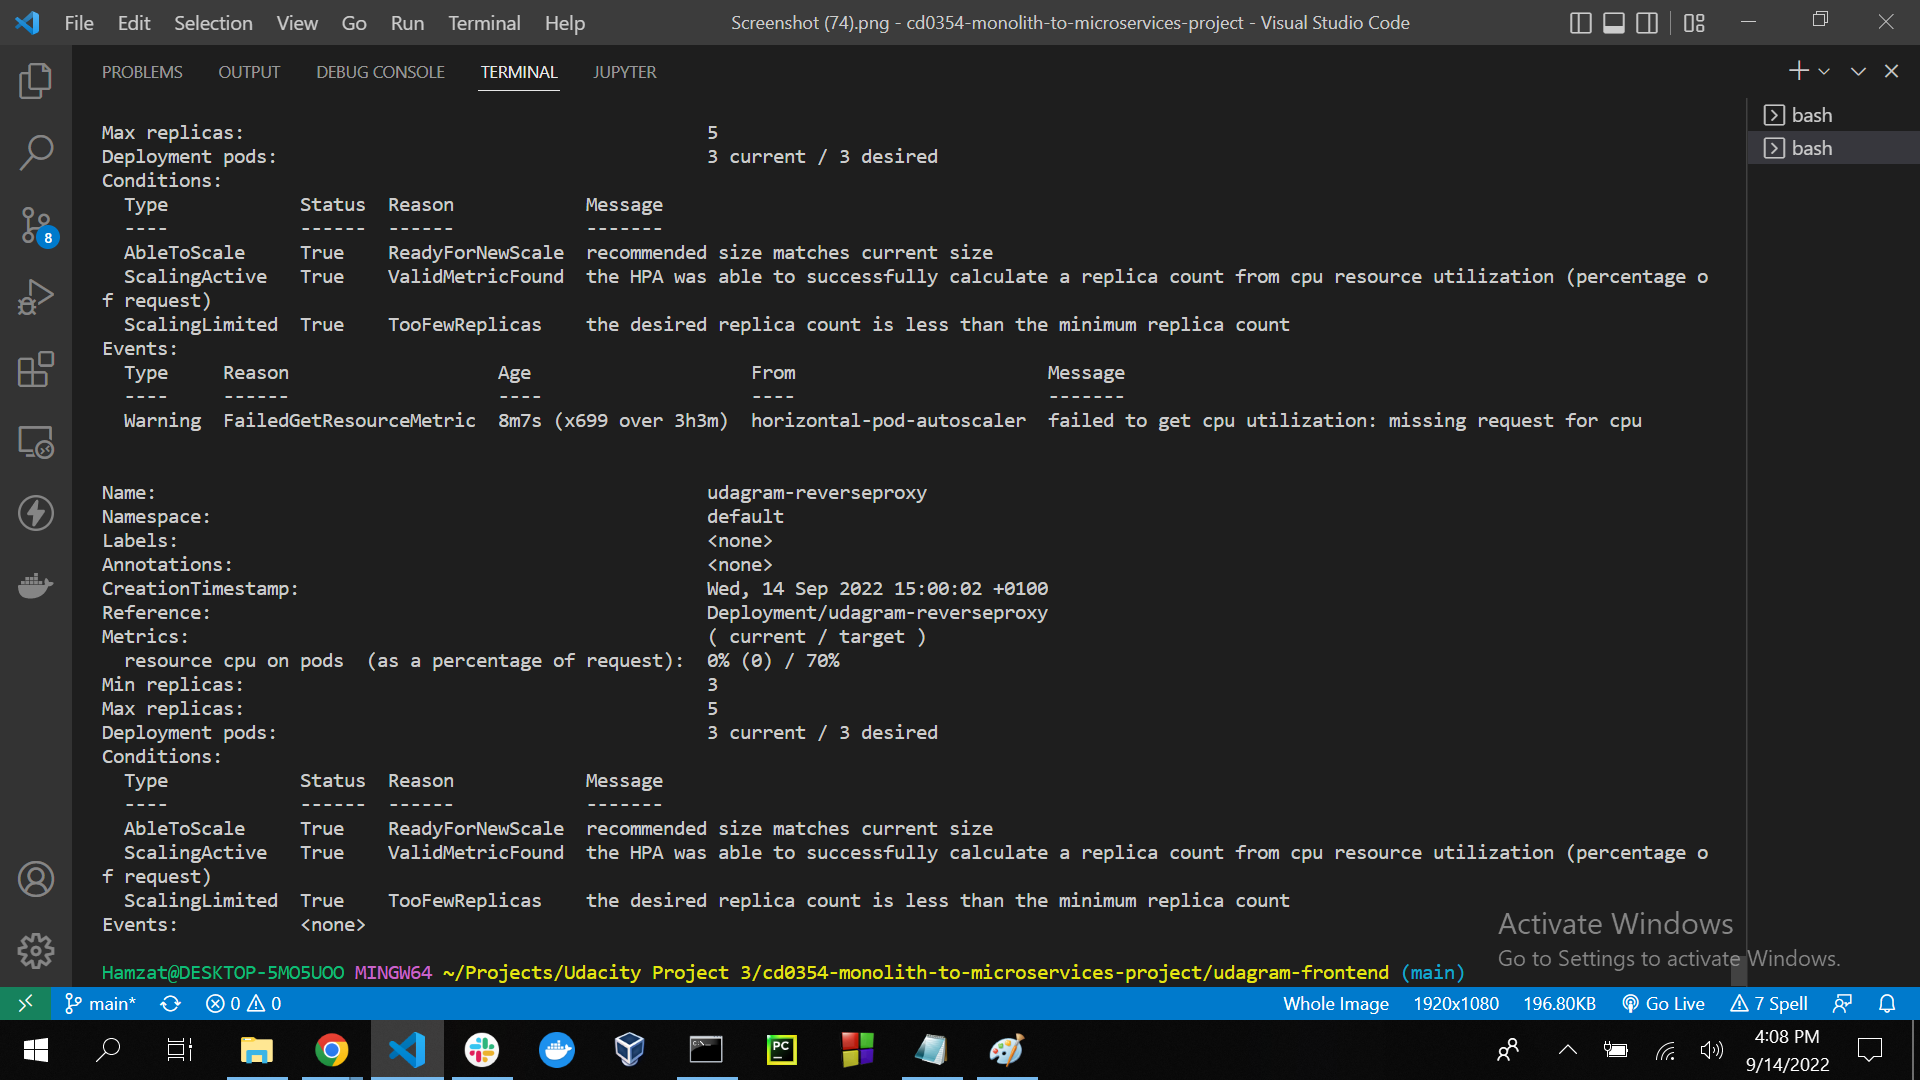 File Edit Selection View Go Run Terminal Help Screenshot (74).png - cd0354-monolith-to-microservices-project - Visual Studio Code
PROBLEMS OUTPUT DEBUG CONSOLE TERMINAL JUPYTER
bash
bash
Max replicas: 5
Deployment pods: 3 current / 3 desired
Conditions:
Type Status Reason Message
---- ------ ------ -------
AbleToScale True ReadyForNewScale recommended size matches current size
ScalingActive True ValidMetricFound the HPA was able to successfully calculate a replica count from cpu resource utilization (percentage o
f request)
ScalingLimited True TooFewReplicas the desired replica count is less than the minimum replica count
Events:
Type Reason Age From Message
---- ------ ---- ---- -------
Warning FailedGetResourceMetric 8m7s (x699 over 3h3m) horizontal-pod-autoscaler failed to get cpu utilization: missing request for cpu
Name: udagram-reverseproxy
Namespace: default
Labels: <none>
Annotations: <none>
CreationTimestamp: Wed, 14 Sep 2022 15:00:02 +0100
Reference: Deployment/udagram-reverseproxy
Metrics: ( current / target )
resource cpu on pods (as a percentage of request): 0% (0) / 70%
Min replicas: 3
Max replicas: 5
Deployment pods: 3 current / 3 desired
Conditions:
Type Status Reason Message
---- ------ ------ -------
AbleToScale True ReadyForNewScale recommended size matches current size
ScalingActive True ValidMetricFound the HPA was able to successfully calculate a replica count from cpu resource utilization (percentage o
f request)
ScalingLimited True TooFewReplicas the desired replica count is less than the minimum replica count
Events: <none>
Activate Windows
Go to Settings to activate Windows.
Hamzat@DESKTOP-5MO5UOO MINGW64 ~/Projects/Udacity Project 3/cd0354-monolith-to-microservices-project/udagram-frontend (main)
8
main* 0 0 Whole Image 1920x1080 196.80KB Go Live 7 Spell
PC
4:08 PM
9/14/2022